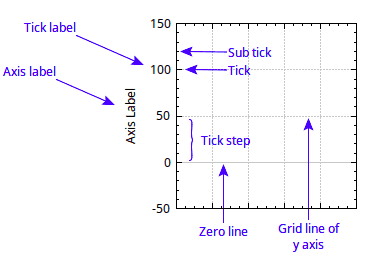 150
Tick label
Sub tick
100
Tick
Axis label
Axis Label
50
Tick step
0
-50
Zero line
Grid line of
y axis